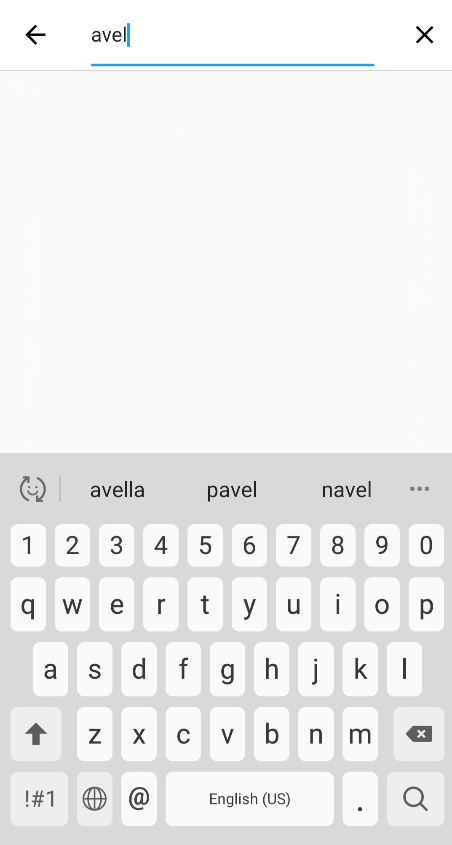 avel
avella pavel navel
1 2 3 4 5 6 7 8 9 0
q w e r t y u i o p
a s d f g h j k l
z x c v b n m
!#1 @ English (US) .